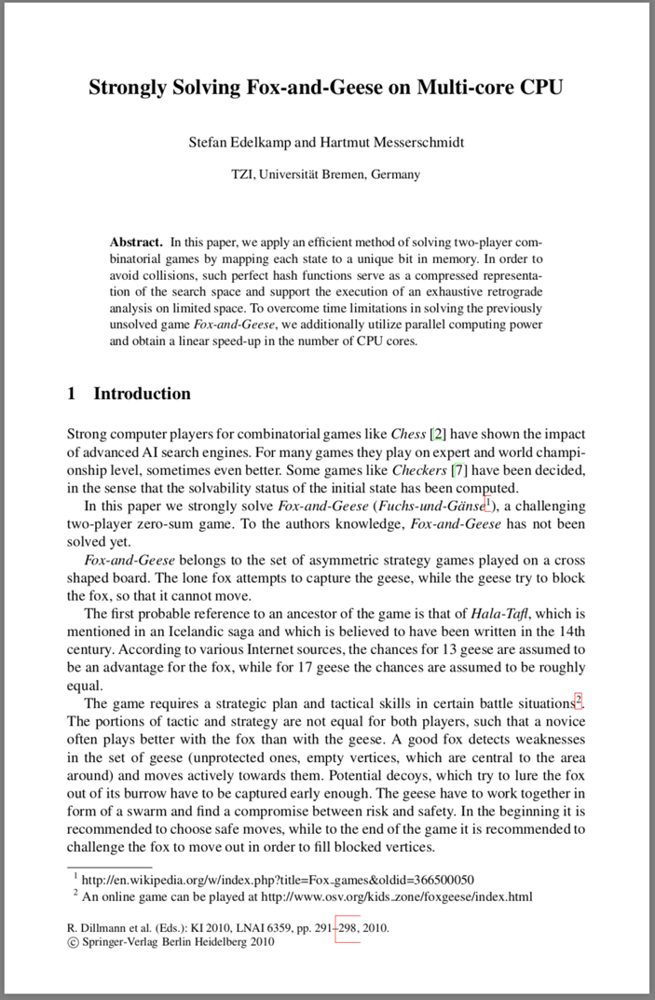 Strongly Solving Fox-and-Geese on Multi-core CPU
Stefan Edelkamp and Hartmut Messerschmidt
TZI, Universität Bremen, Germany
Abstract. In this paper, we apply an efficient method of solving two-player com-
binatorial games by mapping each state to a unique bit in memory. In order to
avoid collisions, such perfect hash functions serve as a compressed representa-
tion of the search space and support the execution of an exhaustive retrograde
analysis on limited space. To overcome time limitations in solving the previously
unsolved game Fox-and-Geese, we additionally utilize parallel computing power
and obtain a linear speed-up in the number of CPU cores.
1 Introduction
Strong computer players for combinatorial games like Chess [2] have shown the impact
of advanced AI search engines. For many games they play on expert and world champi-
onship level, sometimes even better. Some games like Checkers [7] have been decided,
in the sense that the solvability status of the initial state has been computed.
In this paper we strongly solve Fox-and-Geese (Fuchs-und-Gänse1), a challenging
two-player zero-sum game. To the authors knowledge, Fox-and-Geese has not been
solved yet.
Fox-and-Geese belongs to the set of asymmetric strategy games played on a cross
shaped board. The lone fox attempts to capture the geese, while the geese try to block
the fox, so that it cannot move.
The first probable reference to an ancestor of the game is that of Hala-Tafl, which is
mentioned in an Icelandic saga and which is believed to have been written in the 14th
century. According to various Internet sources, the chances for 13 geese are assumed to
be an advantage for the fox, while for 17 geese the chances are assumed to be roughly
equal.
The game requires a strategic plan and tactical skills in certain battle situations2.
The portions of tactic and strategy are not equal for both players, such that a novice
often plays better with the fox than with the geese. A good fox detects weaknesses
in the set of geese (unprotected ones, empty vertices, which are central to the area
around) and moves actively towards them. Potential decoys, which try to lure the fox
out of its burrow have to be captured early enough. The geese have to work together in
form of a swarm and find a compromise between risk and safety. In the beginning it is
recommended to choose safe moves, while to the end of the game it is recommended to
challenge the fox to move out in order to fill blocked vertices.
1 http://en.wikipedia.org/w/index.php?title=Fox_games&oldid=366500050
2 An online game can be played at http://www.osv.org/kids_zone/foxgeese/index.html
R. Dillmann et al. (Eds.): KI 2010, LNAI 6359, pp. 291–298, 2010.
© Springer-Verlag Berlin Heidelberg 2010